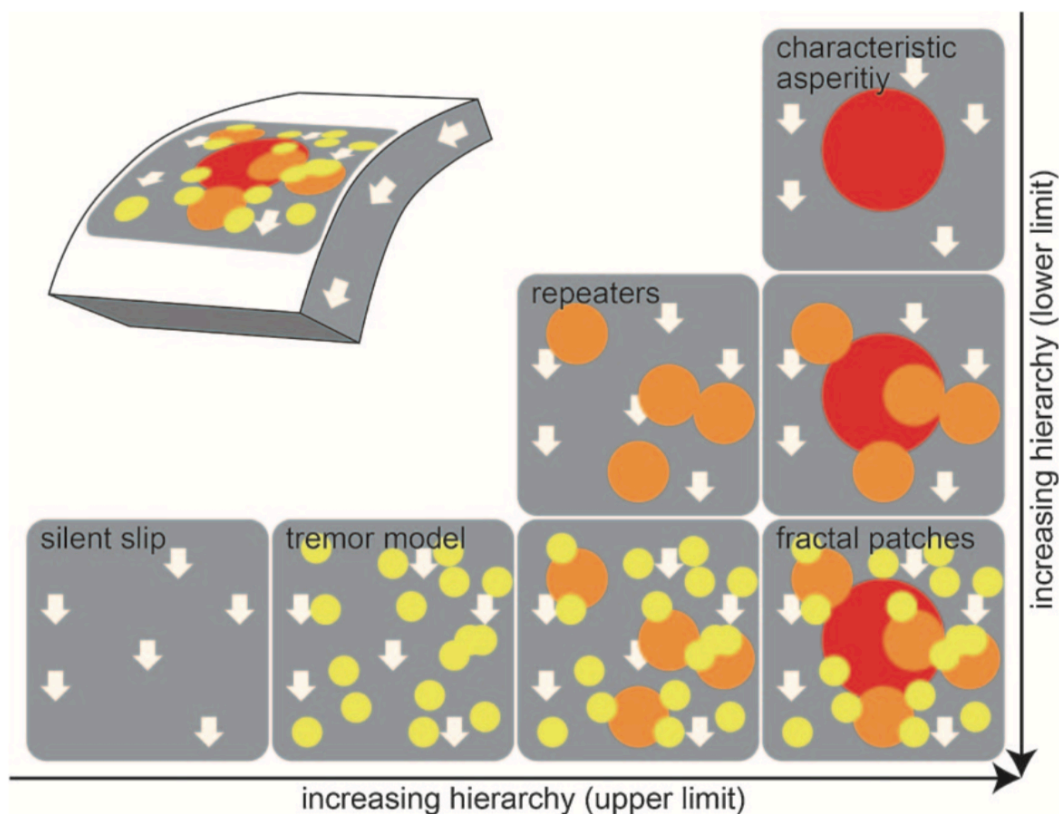 characteristic
asperitiy
repeaters
silent slip
tremor model
fractal patches
increasing hierarchy (lower limit)
increasing hierarchy (upper limit)